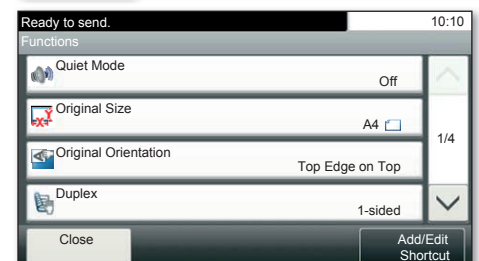 Ready to send. 10:10
Functions
Quiet Mode
Off
Original Size
A4
1/4
Original Orientation
Top Edge on Top
Duplex
1-sided
Close Add/Edit
Shortcut